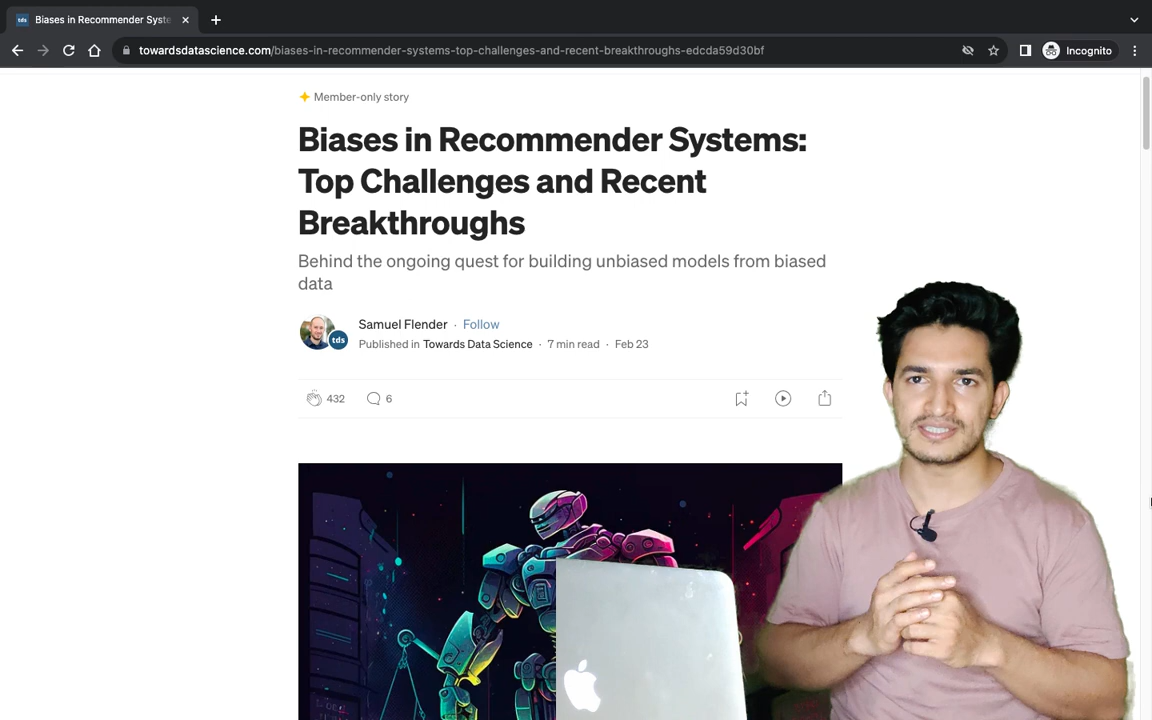 tds Biases in Recommender Syste
towardsdatascience.com/biases-in-recommender-systems-top-challenges-and-recent-breakthroughs-edcda59d30bf
Incognito
Member-only story
Biases in Recommender Systems:
Top Challenges and Recent
Breakthroughs
Behind the ongoing quest for building unbiased models from biased
data
Samuel Flender · Follow
tds
Published in Towards Data Science · 7 min read · Feb 23
432 6